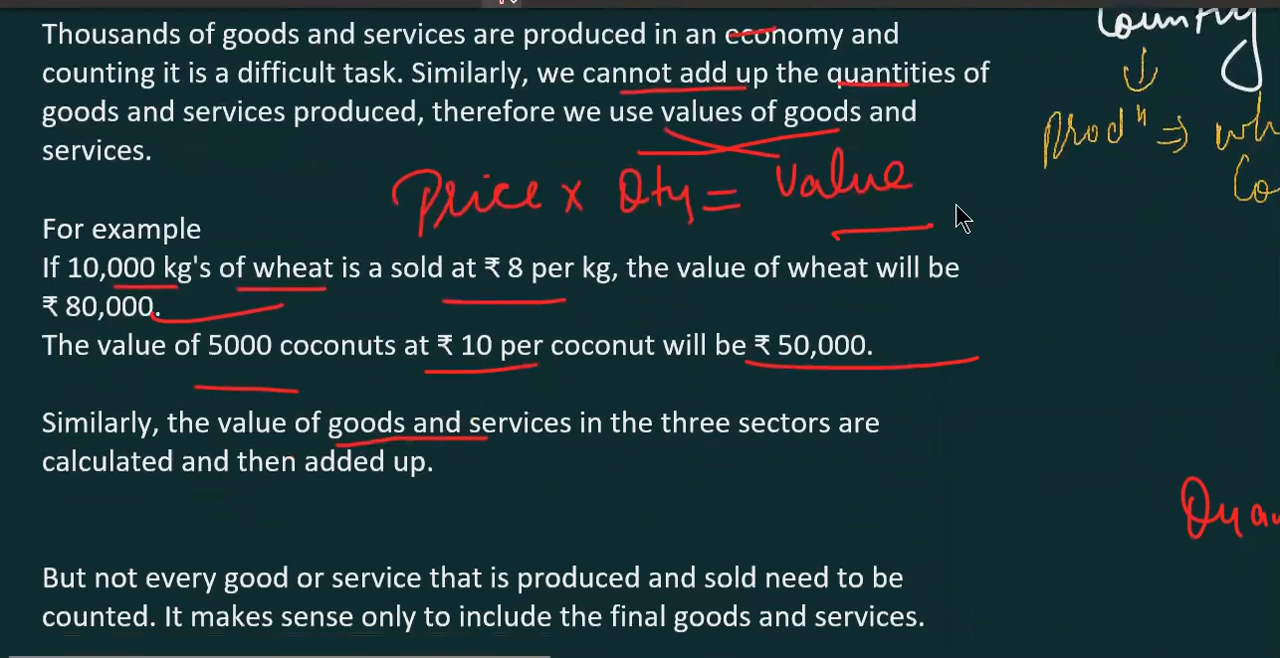 Country
Thousands of goods and services are produced in an economy and
counting it is a difficult task. Similarly, we cannot add up the quantities of
goods and services produced, therefore we use values of goods and
services.
Prodⁿ ⇒ wh
Co
Price x Qty = Value
For example
If 10,000 kg's of wheat is a sold at ₹ 8 per kg, the value of wheat will be
₹ 80,000.
The value of 5000 coconuts at ₹ 10 per coconut will be ₹ 50,000.
Similarly, the value of goods and services in the three sectors are
calculated and then added up.
Qua
But not every good or service that is produced and sold need to be
counted. It makes sense only to include the final goods and services.